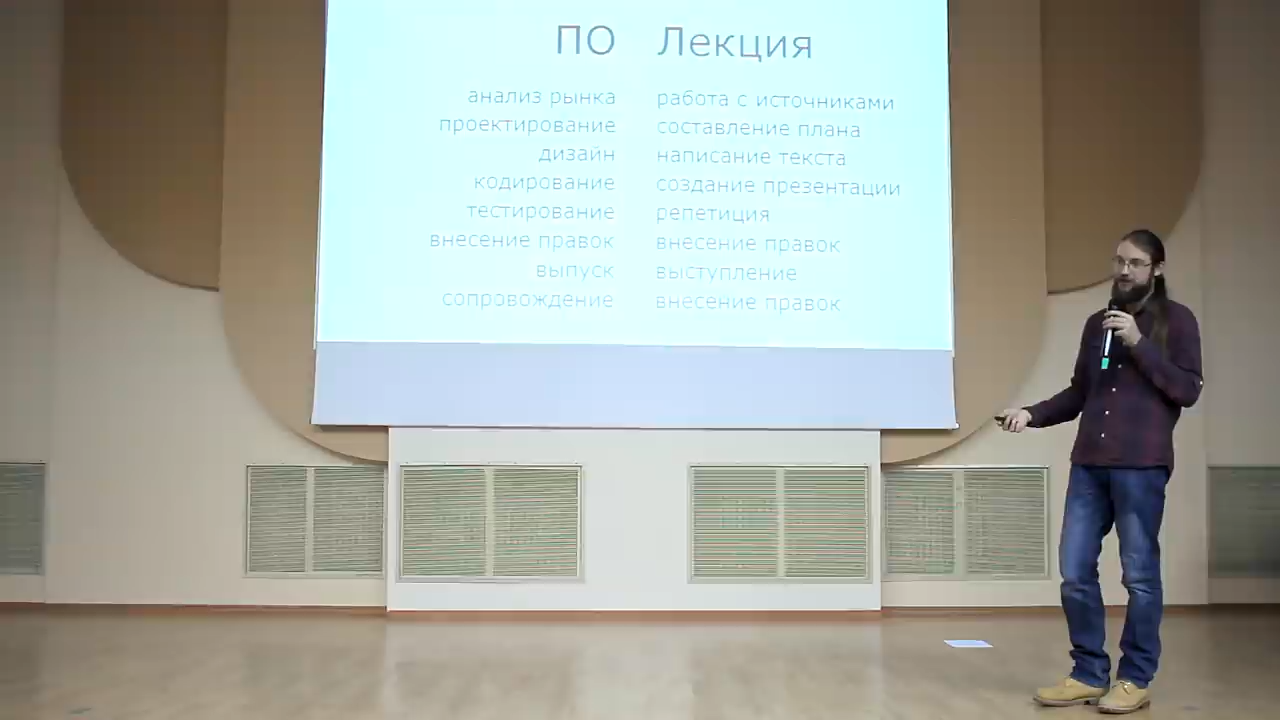 ПО Лекция
анализ рынка работа с источниками
проектирование составление плана
дизайн написание текста
кодирование создание презентации
тестирование репетиция
внесение правок внесение правок
выпуск выступление
сопровождение внесение правок